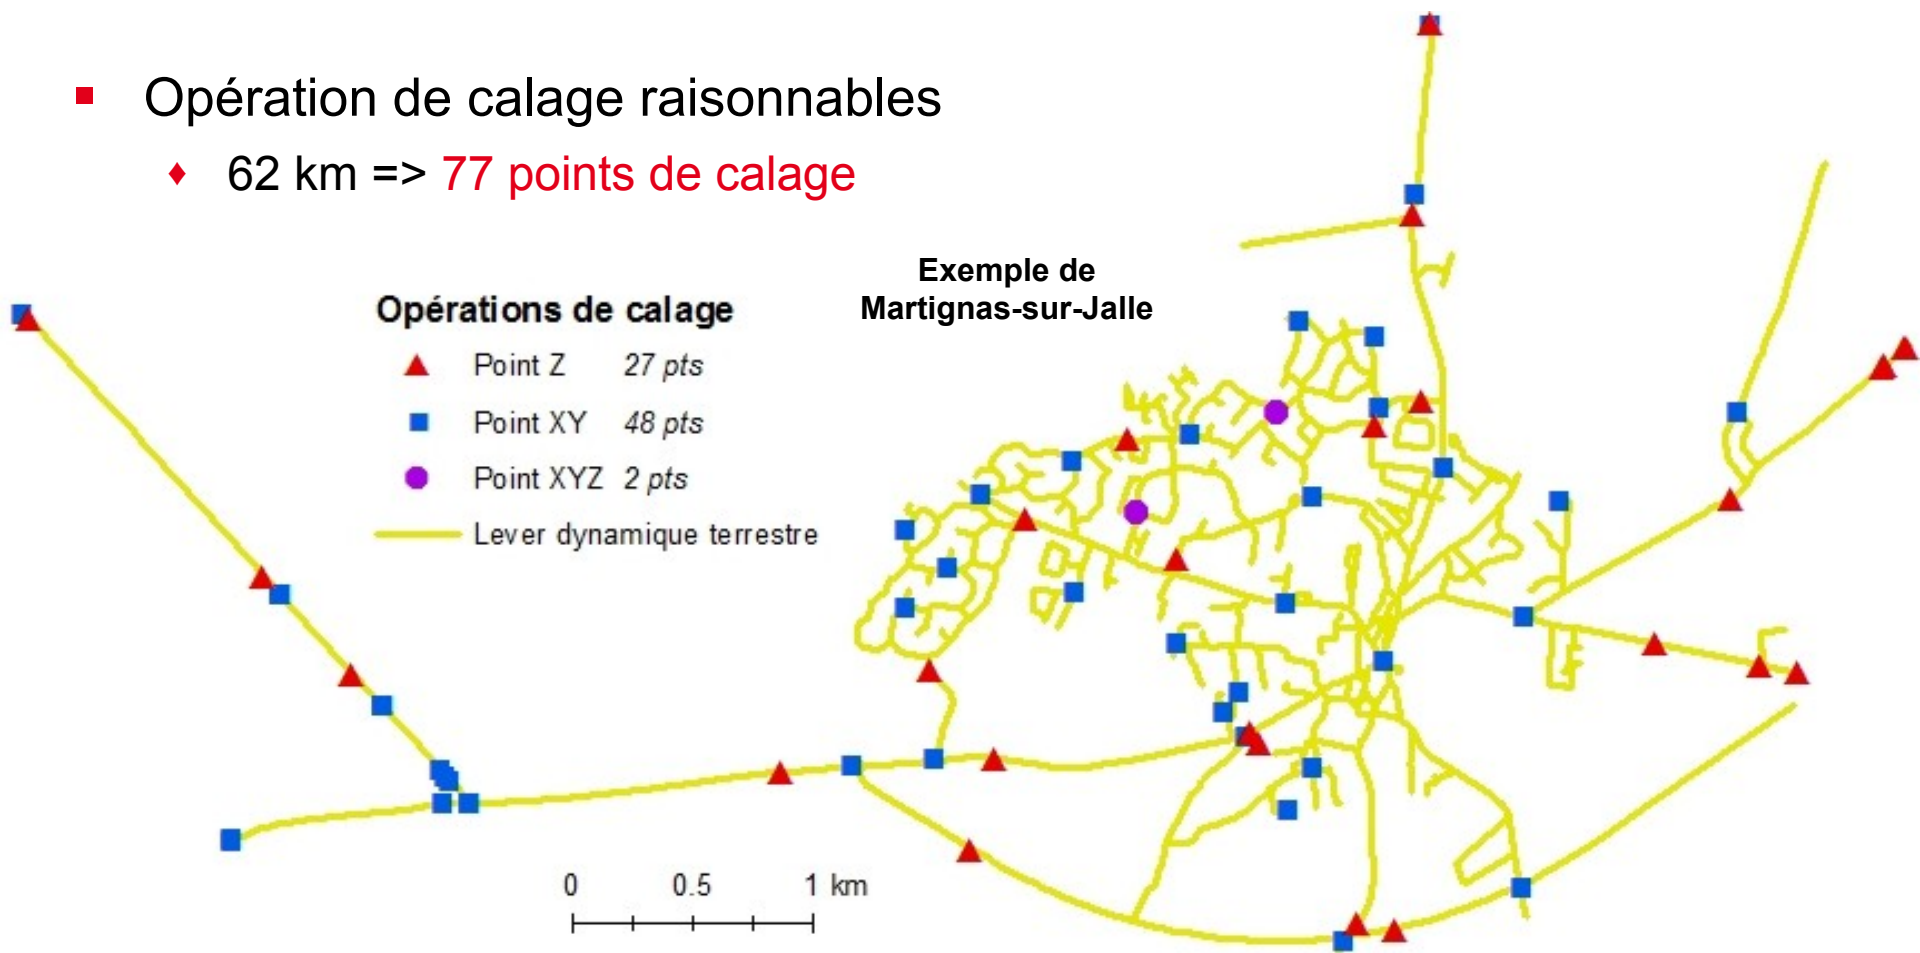 Opération de calage raisonnables
62 km => 77 points de calage
Exemple de
Martignas-sur-Jalle
Opérations de calage
Point Z 27 pts
Point XY 48 pts
Point XYZ 2 pts
Lever dynamique terrestre
0 0.5 1 km